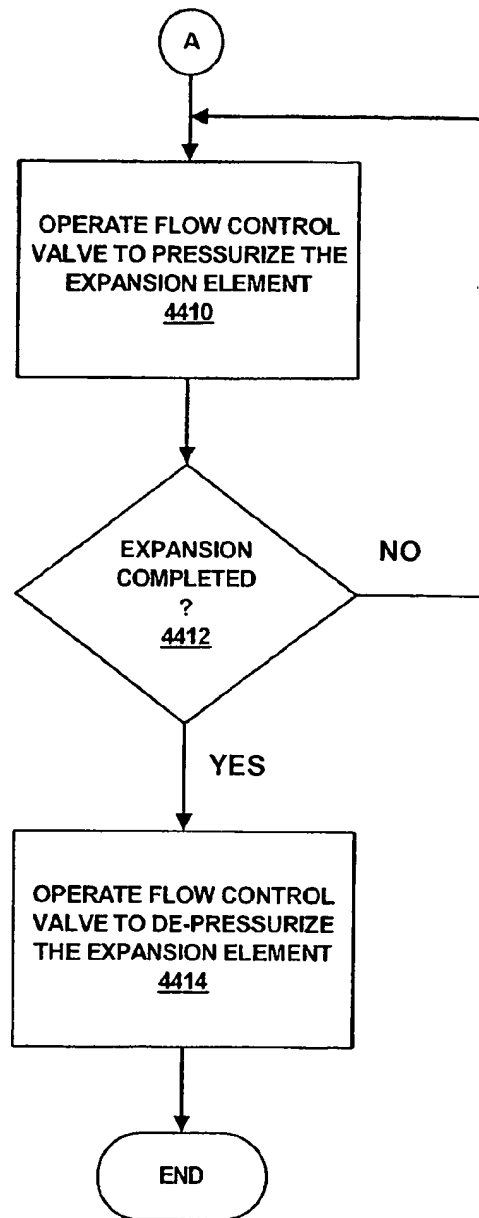 A
OPERATE FLOW CONTROL
VALVE TO PRESSURIZE THE
EXPANSION ELEMENT
4410
EXPANSION
COMPLETED
?
4412
NO
YES
OPERATE FLOW CONTROL
VALVE TO DE-PRESSURIZE
THE EXPANSION ELEMENT
4414
END